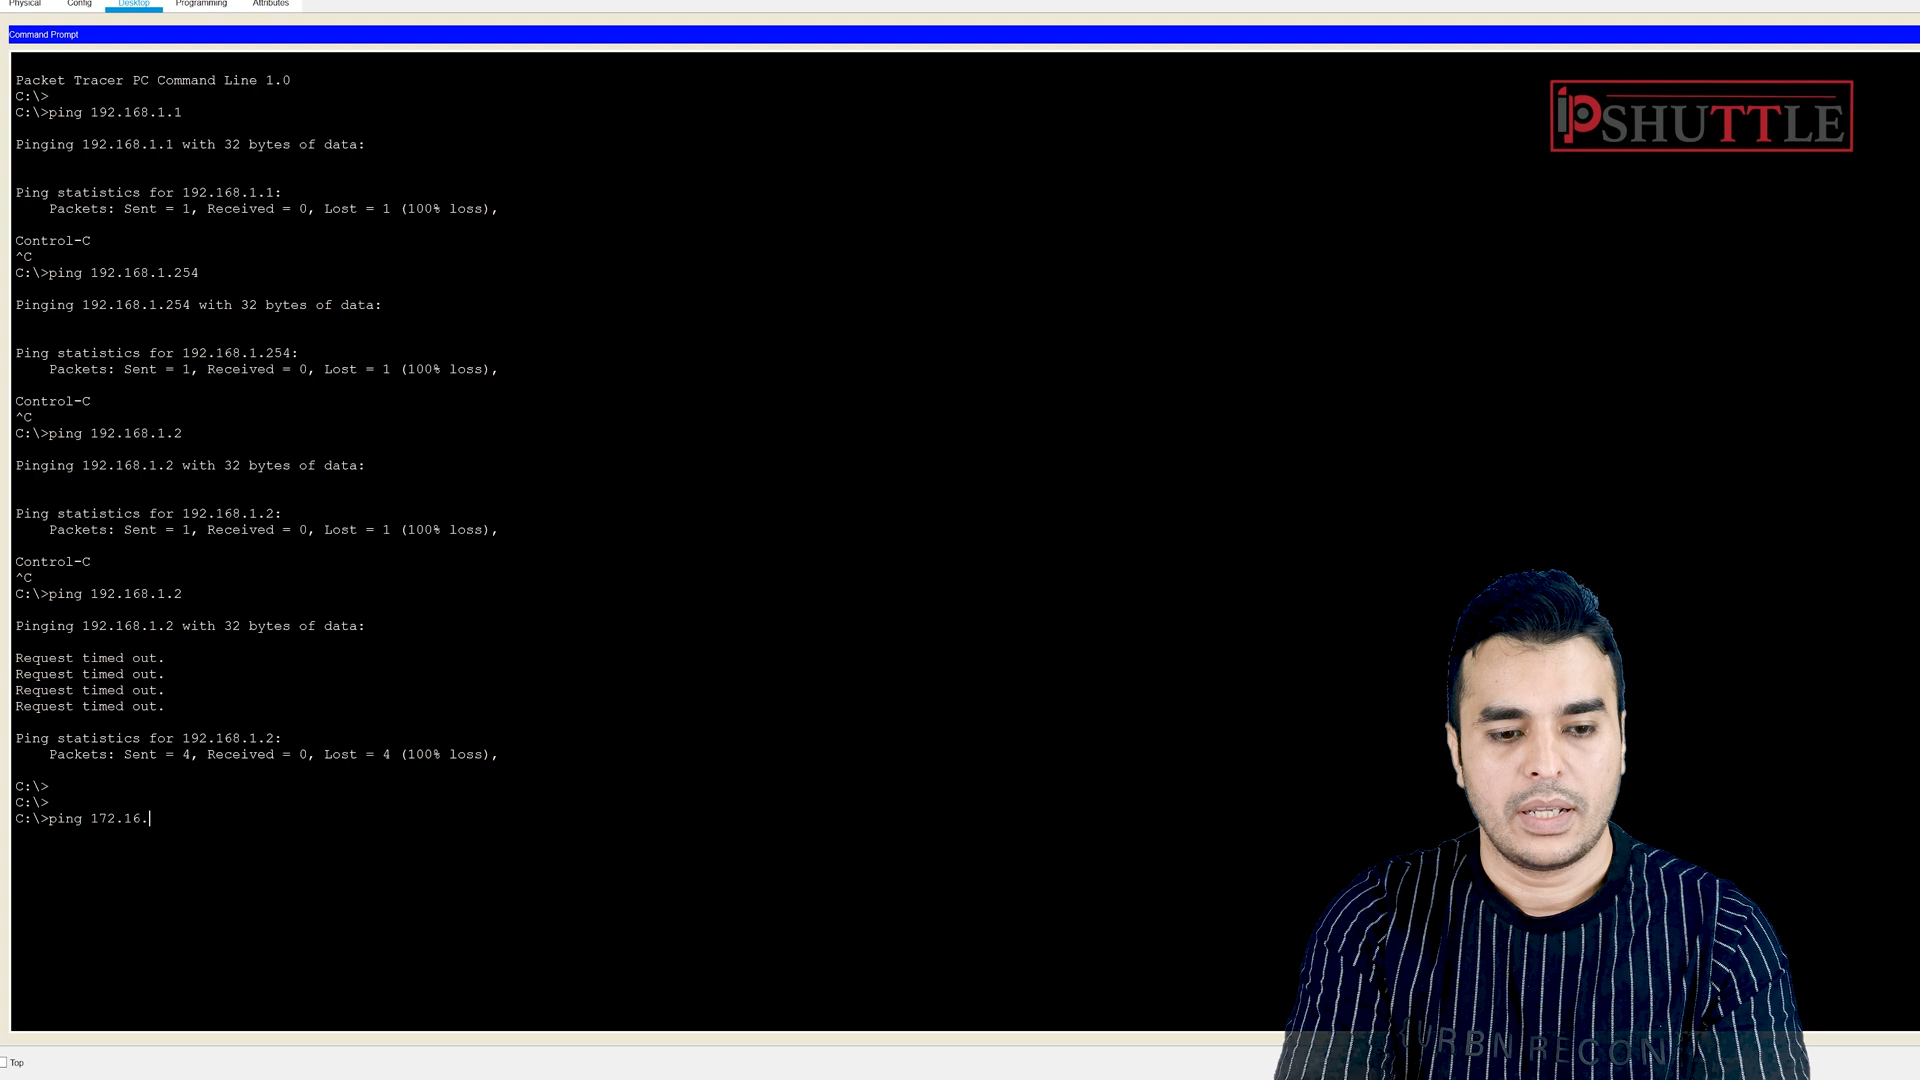 Physical Config Desktop Programming Attributes
Command Prompt
Packet Tracer PC Command Line 1.0
C:\>
C:\>ping 192.168.1.1
Pinging 192.168.1.1 with 32 bytes of data:
Ping statistics for 192.168.1.1:
Packets: Sent = 1, Received = 0, Lost = 1 (100% loss),
Control-C
^C
C:\>ping 192.168.1.254
Pinging 192.168.1.254 with 32 bytes of data:
Ping statistics for 192.168.1.254:
Packets: Sent = 1, Received = 0, Lost = 1 (100% loss),
Control-C
^C
C:\>ping 192.168.1.2
Pinging 192.168.1.2 with 32 bytes of data:
Ping statistics for 192.168.1.2:
Packets: Sent = 1, Received = 0, Lost = 1 (100% loss),
Control-C
^C
C:\>ping 192.168.1.2
Pinging 192.168.1.2 with 32 bytes of data:
Request timed out.
Request timed out.
Request timed out.
Request timed out.
Ping statistics for 192.168.1.2:
Packets: Sent = 4, Received = 0, Lost = 4 (100% loss),
C:\>
C:\>
C:\>ping 172.16.
ipSHUTTLE
URBN RECON
Top